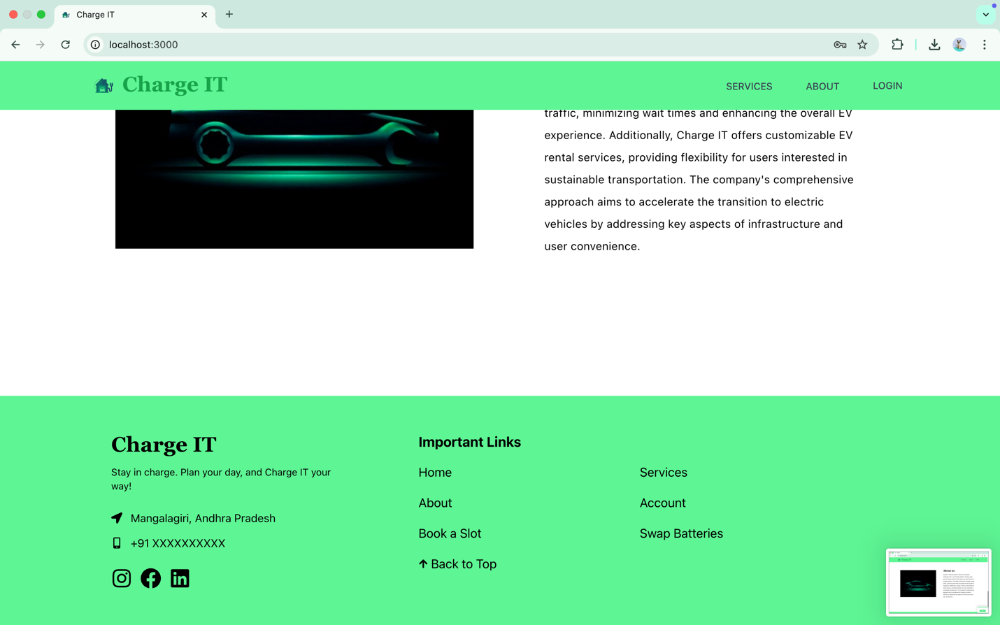 Charge IT
localhost:3000
Charge IT
SERVICES
ABOUT
LOGIN
traffic, minimizing wait times and enhancing the overall EV
experience. Additionally, Charge IT offers customizable EV
rental services, providing flexibility for users interested in
sustainable transportation. The company's comprehensive
approach aims to accelerate the transition to electric
vehicles by addressing key aspects of infrastructure and
user convenience.
Charge IT
Stay in charge. Plan your day, and Charge IT your
way!
Mangalagiri, Andhra Pradesh
+91 XXXXXXXXXX
Important Links
Home
Services
About
Account
Book a Slot
Swap Batteries
Back to Top
Charge IT
About us